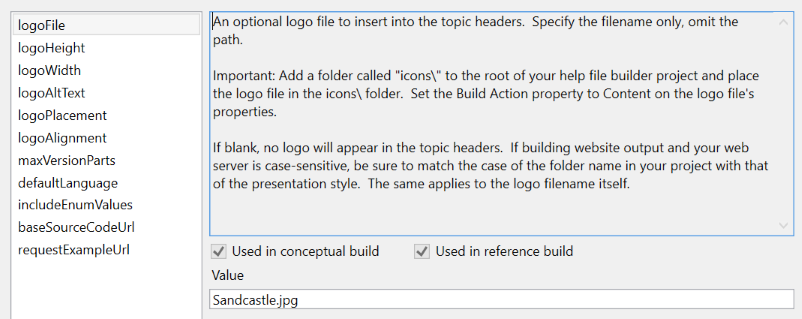 logoFile
logoHeight
logoWidth
logoAltText
logoPlacement
logoAlignment
maxVersionParts
defaultLanguage
includeEnumValues
baseSourceCodeUrl
requestExampleUrl
An optional logo file to insert into the topic headers.  Specify the filename only, omit the
path.
Important: Add a folder called "icons\" to the root of your help file builder project and place
the logo file in the icons\ folder.  Set the Build Action property to Content on the logo file's
properties.
If blank, no logo will appear in the topic headers.  If building website output and your web
server is case-sensitive, be sure to match the case of the folder name in your project with that
of the presentation style.  The same applies to the logo filename itself.
Used in conceptual build
Used in reference build
Value
Sandcastle.jpg